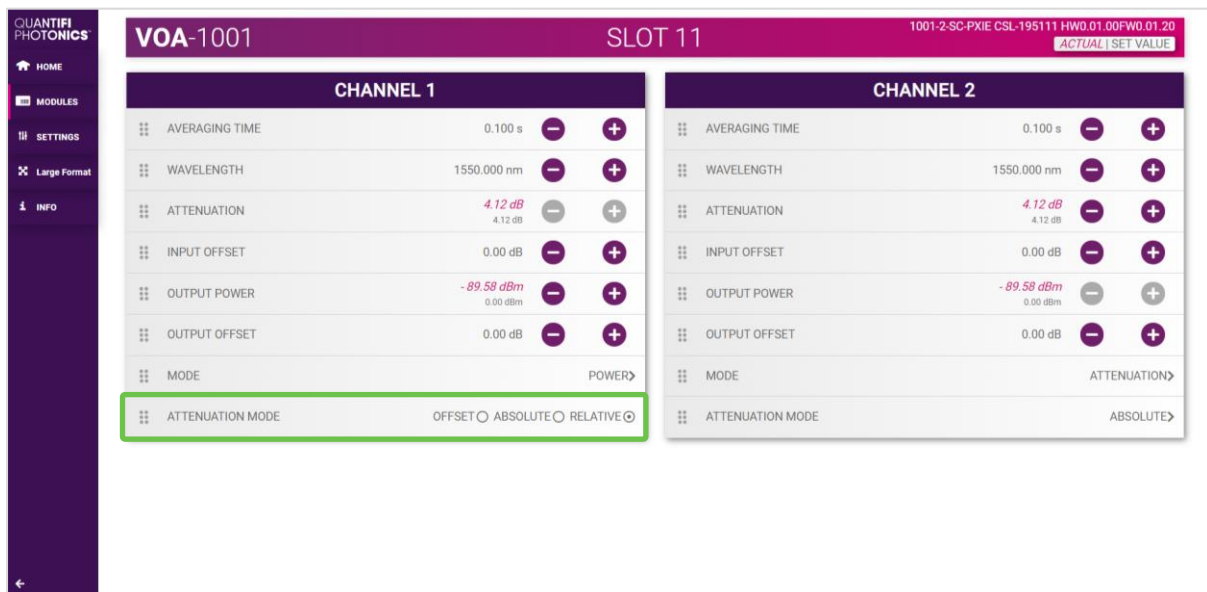 QUANTIFI
PHOTONICS™
HOME
MODULES
SETTINGS
Large Format
INFO
VOA-1001
SLOT 11
1001-2-SC-PXIE CSL-195111 HW0.01.00FW0.01.20
ACTUAL | SET VALUE
CHANNEL 1
AVERAGING TIME 0.100 s
WAVELENGTH 1550.000 nm
ATTENUATION 4.12 dB
4.12 dB
INPUT OFFSET 0.00 dB
OUTPUT POWER - 89.58 dBm
0.00 dBm
OUTPUT OFFSET 0.00 dB
MODE POWER
ATTENUATION MODE OFFSET ABSOLUTE RELATIVE
CHANNEL 2
AVERAGING TIME 0.100 s
WAVELENGTH 1550.000 nm
ATTENUATION 4.12 dB
4.12 dB
INPUT OFFSET 0.00 dB
OUTPUT POWER - 89.58 dBm
0.00 dBm
OUTPUT OFFSET 0.00 dB
MODE ATTENUATION
ATTENUATION MODE ABSOLUTE